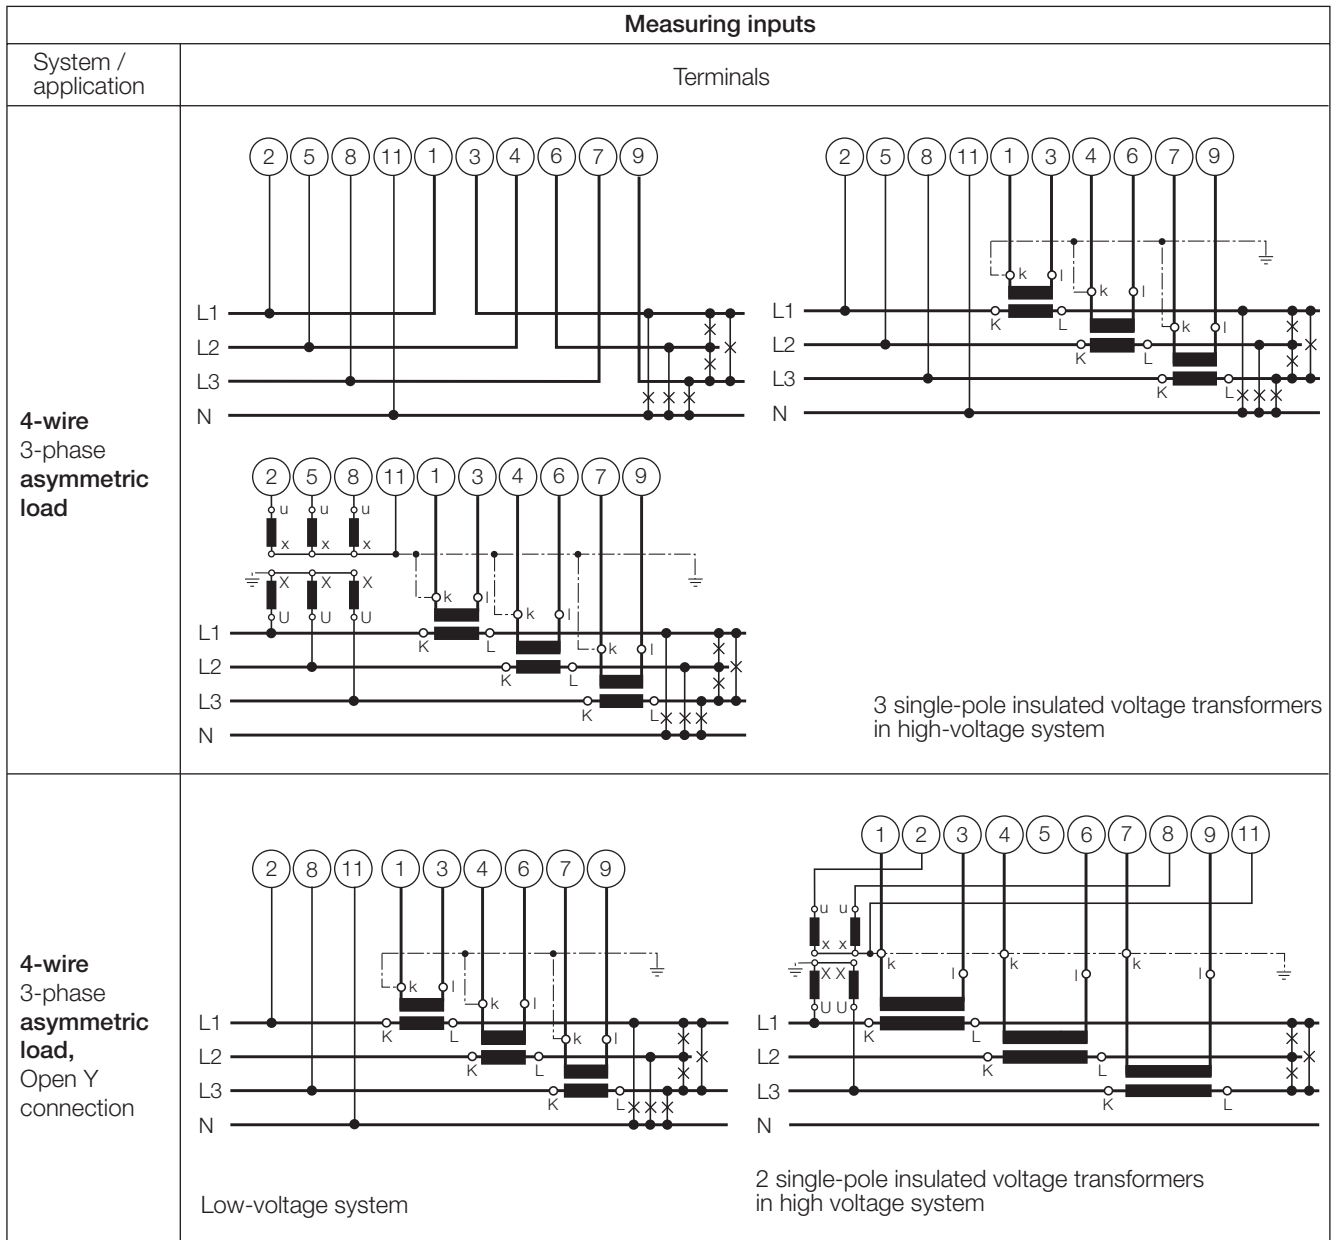 Measuring inputs
System /
application
Terminals
4-wire
3-phase
asymmetric
load
2 5 8 11 1 3 4 6 7 9
L1
L2
L3
N
2 5 8 11 1 3 4 6 7 9
k l
k l
k l
L1 K L
L2 K L
L3 K L
N
2 5 8 11 1 3 4 6 7 9
u u u
x x x
X X X
U U U
k l
k l
k l
L1 K L
L2 K L
L3 K L
N
3 single-pole insulated voltage transformers
in high-voltage system
4-wire
3-phase
asymmetric
load,
Open Y
connection
2 8 11 1 3 4 6 7 9
k l
k l
k l
L1 K L
L2 K L
L3 K L
N
Low-voltage system
1 2 3 4 5 6 7 8 9 11
u u
x x
X X
U U
k l k l k l
L1 K L
L2 K L
L3 K L
N
2 single-pole insulated voltage transformers
in high voltage system